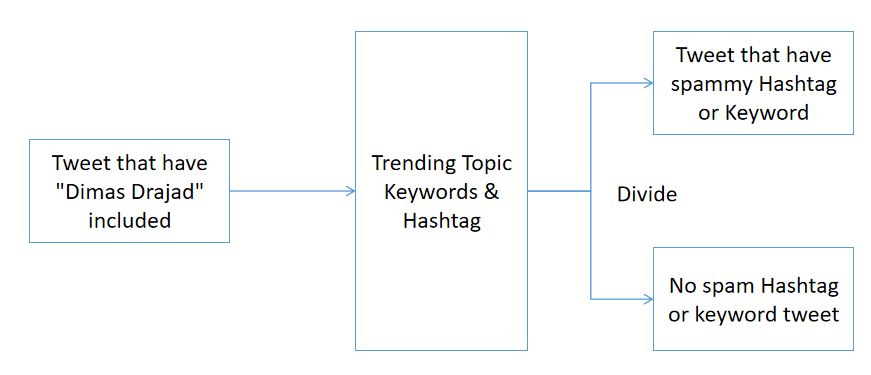 Tweet that have
"Dimas Drajad"
included
Trending Topic
Keywords &
Hashtag
Divide
Tweet that have
spammy Hashtag
or Keyword
No spam Hashtag
or keyword tweet